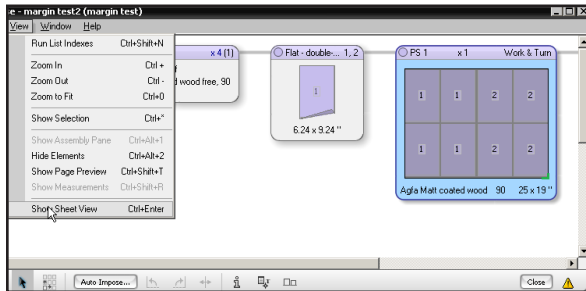 e - margin test2 (margin test)
View Window Help
Run List Indexes Ctrl+Shift+N
Zoom In Ctrl +
Zoom Out Ctrl -
Zoom to Fit Ctrl+0
Show Selection Ctrl+*
Show Assembly Pane Ctrl+Alt+1
Hide Elements Ctrl+Alt+2
Show Page Preview Ctrl+Shift+T
Show Measurements Ctrl+Shift+R
Show Sheet View Ctrl+Enter
x 4 (1)
d wood free, 90
Flat - double-... 1, 2
1
6.24 x 9.24 "
PS 1 x 1 Work & Turn
1 1 2 2
1 1 2 2
Agfa Matt coated wood 90 25 x 19 "
Auto Impose... Close